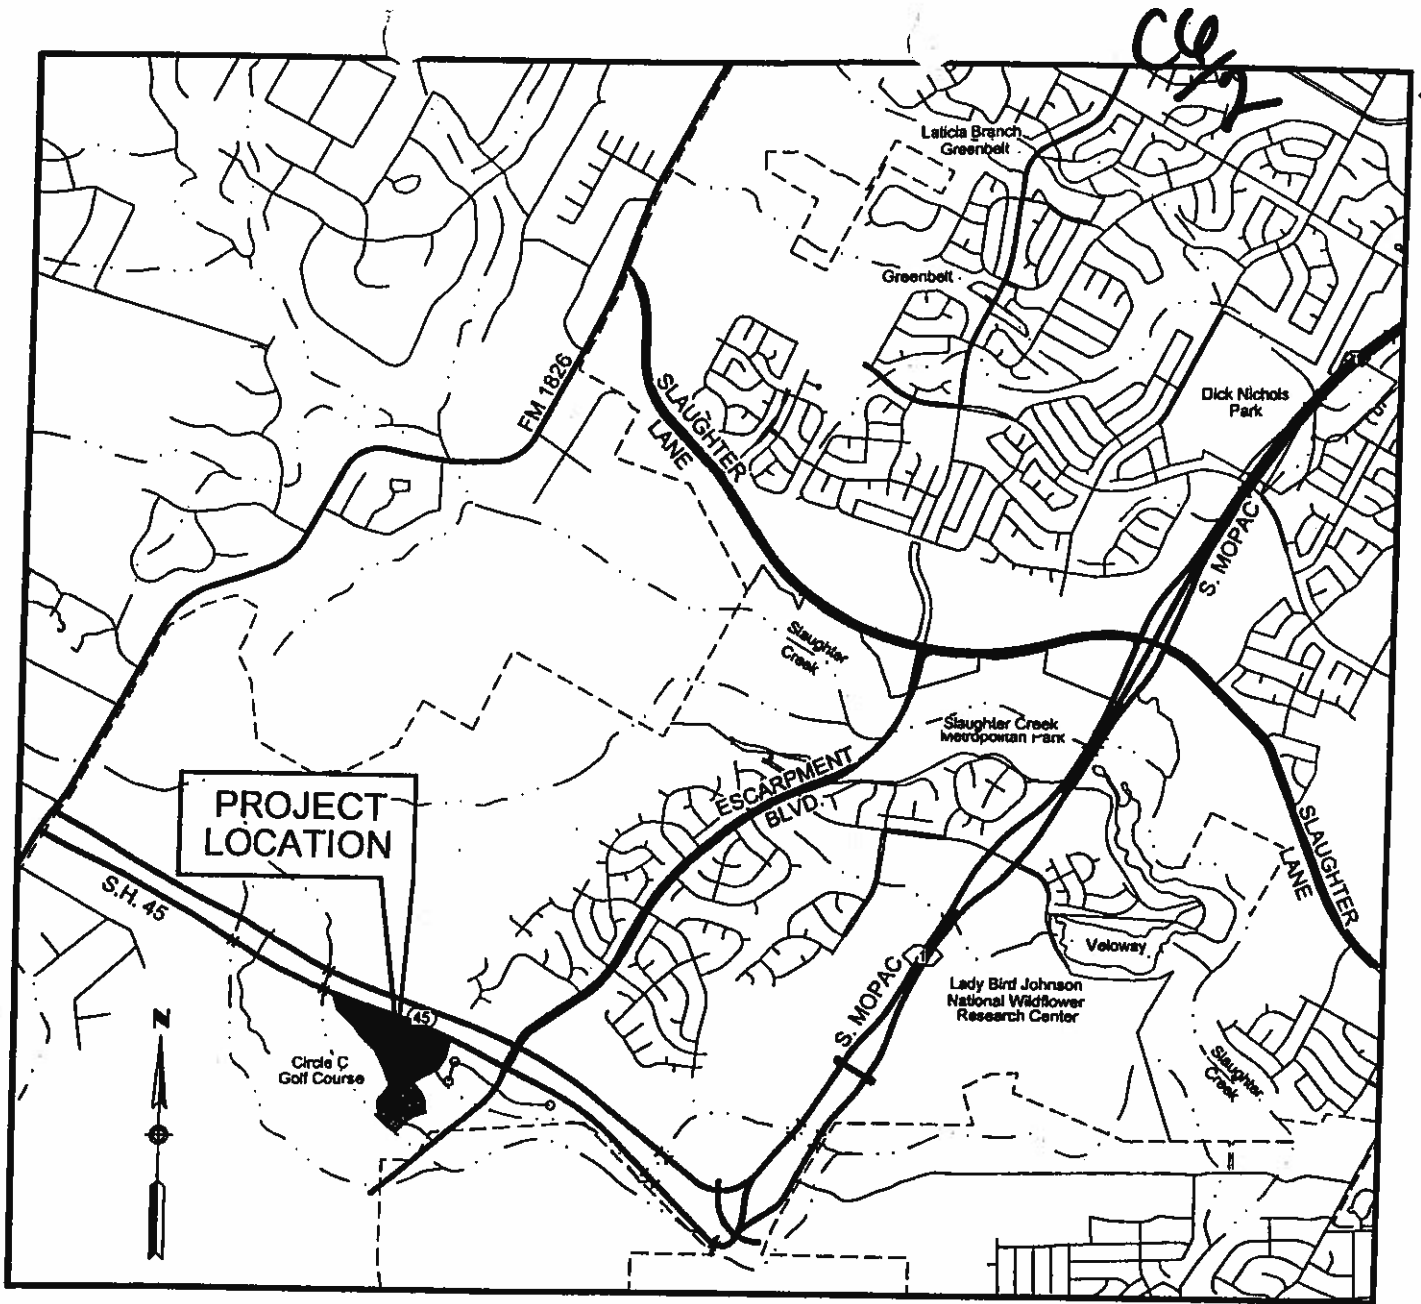 C6/2
Laticia Branch
Greenbelt
Greenbelt
FM 1826
SLAUGHTER
LANE
Dick Nichols
Park
S. MOPAC
Slaughter
Creek
Slaughter Creek
Metropolitan Park
ESCARPMENT
BLVD.
PROJECT
LOCATION
S.H. 45
SLAUGHTER
LANE
Veloway
1
S. MOPAC
Lady Bird Johnson
National Wildflower
Research Center
45
Circle C
Golf Course
Slaughter
Creek
N